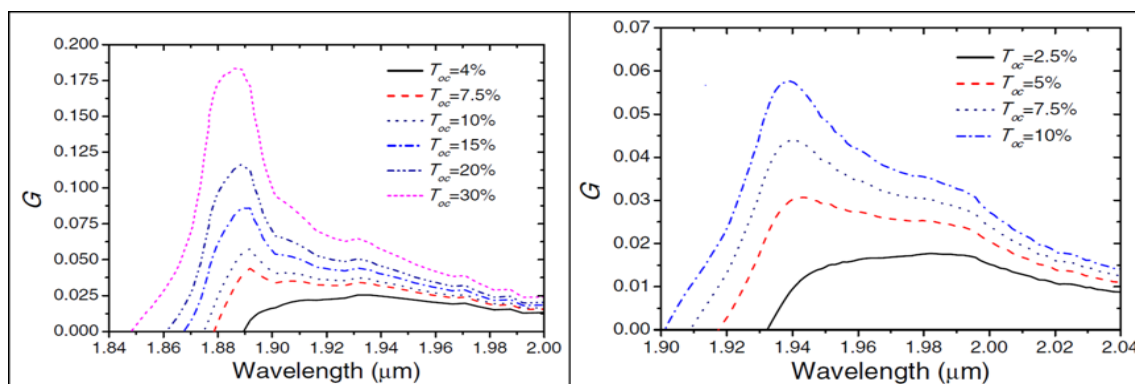 0.200
0.175
0.150
0.125
0.100
0.075
0.050
0.025
0.000
G
T_oc=4%
T_oc=7.5%
T_oc=10%
T_oc=15%
T_oc=20%
T_oc=30%
1.84 1.86 1.88 1.90 1.92 1.94 1.96 1.98 2.00
Wavelength (μm)
0.07
0.06
0.05
0.04
0.03
0.02
0.01
0.00
G
T_oc=2.5%
T_oc=5%
T_oc=7.5%
T_oc=10%
1.90 1.92 1.94 1.96 1.98 2.00 2.02 2.04
Wavelength (μm)